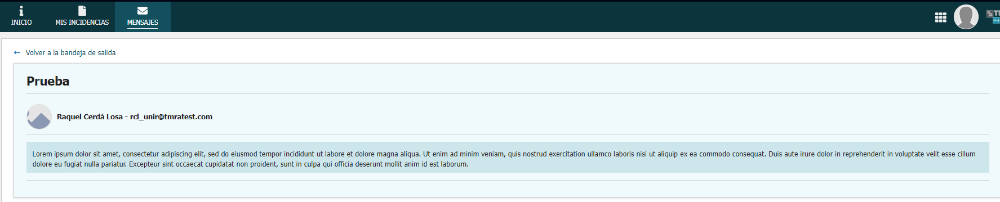 INICIO
MIS INCIDENCIAS
MENSAJES
Volver a la bandeja de salida
Prueba
Raquel Cerdá Losa - rcl_unir@tmratest.com
Lorem ipsum dolor sit amet, consectetur adipiscing elit, sed do eiusmod tempor incididunt ut labore et dolore magna aliqua. Ut enim ad minim veniam, quis nostrud exercitation ullamco laboris nisi ut aliquip ex ea commodo consequat. Duis aute irure dolor in reprehenderit in voluptate velit esse cillum
dolore eu fugiat nulla pariatur. Excepteur sint occaecat cupidatat non proident, sunt in culpa qui officia deserunt mollit anim id est laborum.